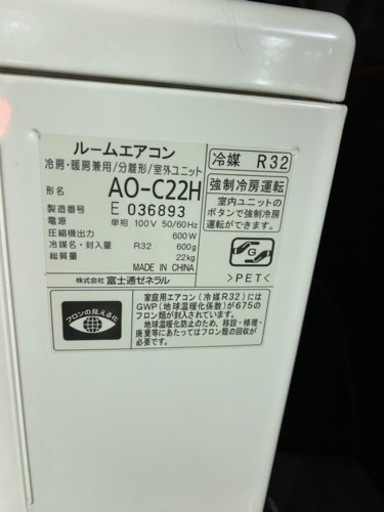 ルームエアコン
冷房・暖房兼用/分離形/室外ユニット
形名 AO-C22H
製造番号 E 036893
電源 単相 100V 50/60Hz
圧縮機出力 600W
冷媒名・封入量 R32 600g
総質量 22kg
MADE IN CHINA
株式会社 富士通ゼネラル
冷媒 R32
強制冷房運転
室内ユニットの
ボタンで強制冷房
運転ができます。
G
>PET<
フロンの見える化
家庭用エアコン(冷媒R32)には
GWP(地球温暖化係数)が675の
フロン類が封入されています。
地球温暖化防止のため、移設・修理・
廃棄等にあたってはフロン類の回収
が必要です。